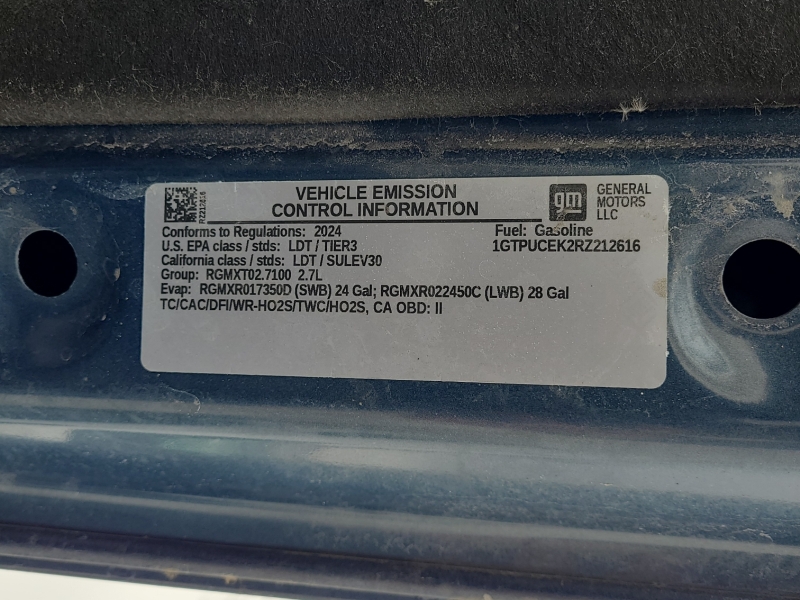 RZ212616
VEHICLE EMISSION
CONTROL INFORMATION
gm
GENERAL
MOTORS
LLC
Conforms to Regulations: 2024
Fuel: Gasoline
U.S. EPA class / stds: LDT / TIER3
1GTPUCEK2RZ212616
California class / stds: LDT / SULEV30
Group: RGMXT02.7100 2.7L
Evap: RGMXR017350D (SWB) 24 Gal; RGMXR022450C (LWB) 28 Gal
TC/CAC/DFI/WR-HO2S/TWC/HO2S, CA OBD: II